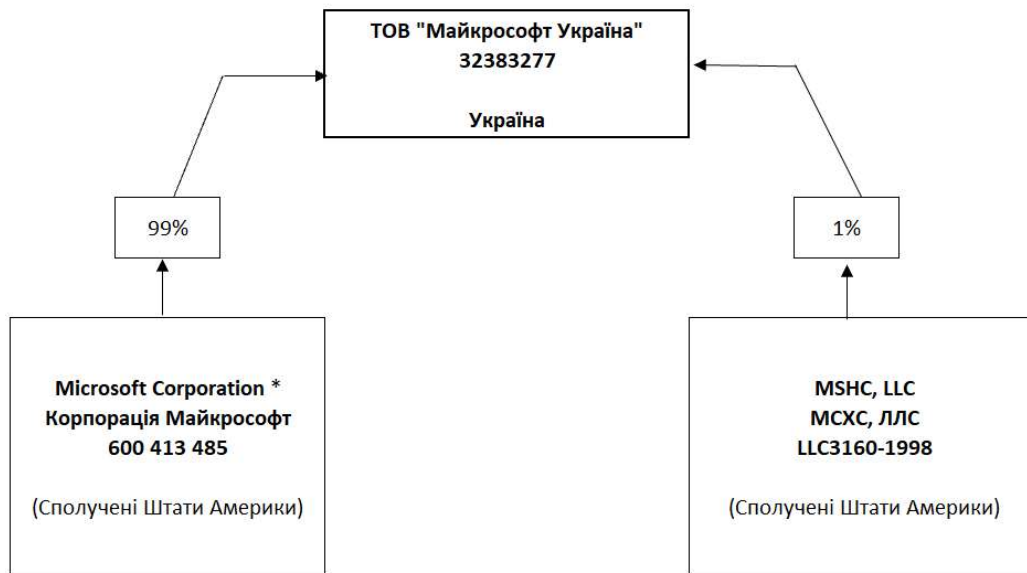 ТОВ "Майкрософт Україна"
32383277
Україна
99%
1%
Microsoft Corporation *
Корпорація Майкрософт
600 413 485
(Сполучені Штати Америки)
MSHC, LLC
МСХС, ЛЛС
LLC3160-1998
(Сполучені Штати Америки)